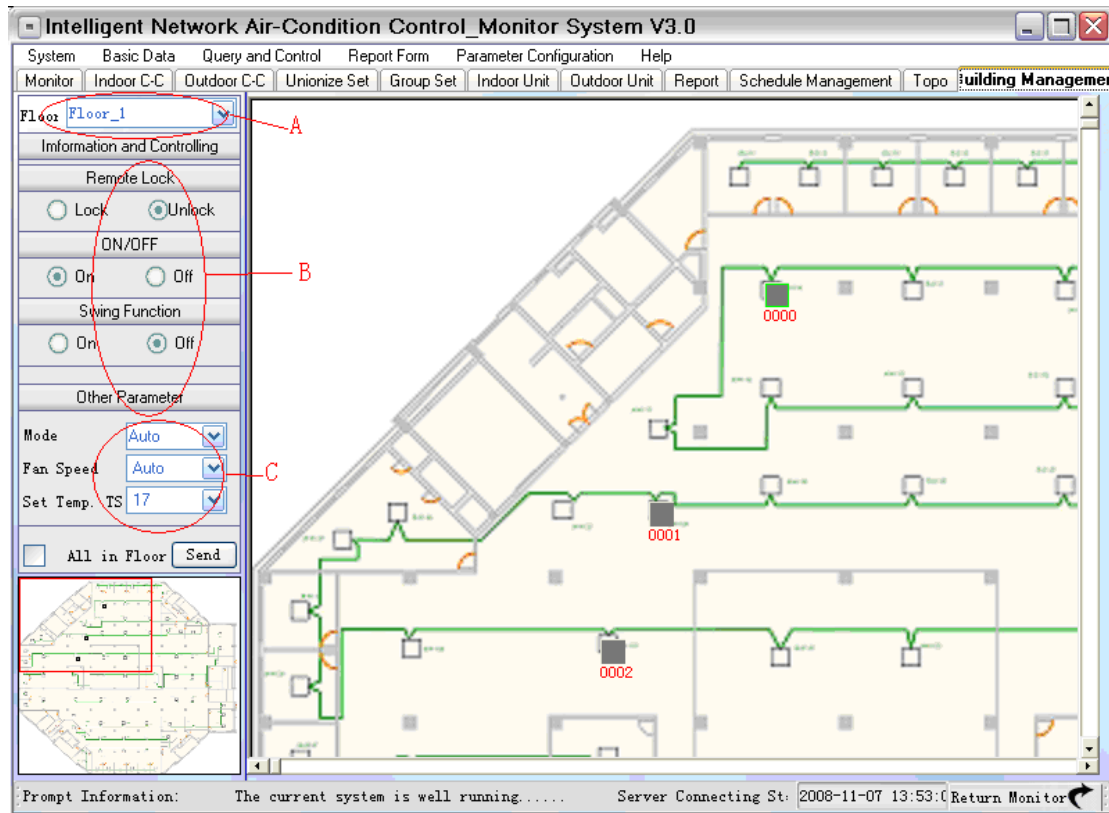 Intelligent Network Air-Condition Control_Monitor System V3.0
System Basic Data Query and Control Report Form Parameter Configuration Help
Monitor Indoor C-C Outdoor C-C Unionize Set Group Set Indoor Unit Outdoor Unit Report Schedule Management Topo uilding Managemen
Floor Floor_1
A
Imformation and Controlling
Remote Lock
Lock Unlock
ON/OFF
On Off
B
Swing Function
On Off
Other Parameter
Mode Auto
Fan Speed Auto
C
Set Temp. TS 17
All in Floor Send
0000
0001
0002
Prompt Information: The current system is well running...... Server Connecting St: 2008-11-07 13:53:0 Return Monitor